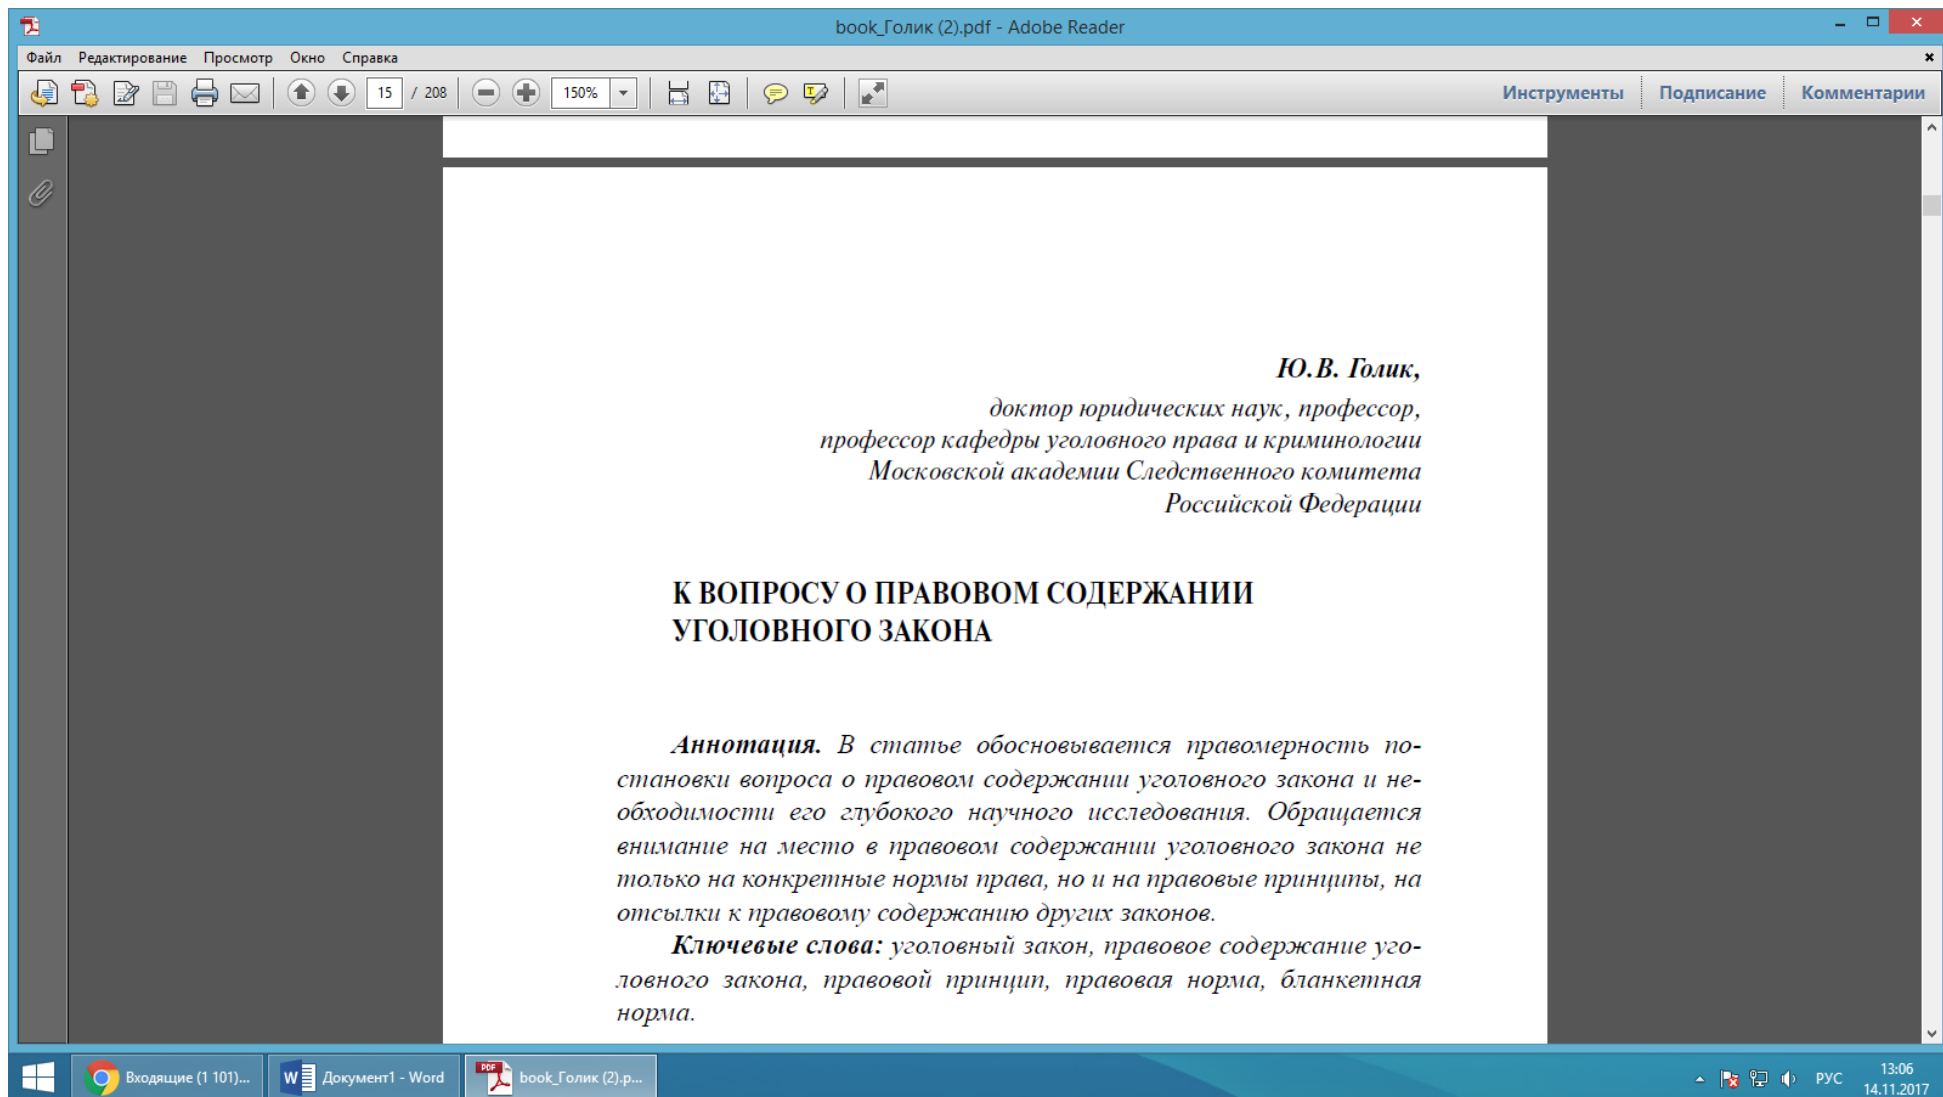 book_Голик (2).pdf - Adobe Reader
Файл Редактирование Просмотр Окно Справка
15 / 208 150% Инструменты Подписание Комментарии
Ю.В. Голик,
доктор юридических наук, профессор,
профессор кафедры уголовного права и криминологии
Московской академии Следственного комитета
Российской Федерации
К ВОПРОСУ О ПРАВОВОМ СОДЕРЖАНИИ
УГОЛОВНОГО ЗАКОНА
Аннотация. В статье обосновывается правомерность по-
становки вопроса о правовом содержании уголовного закона и не-
обходимости его глубокого научного исследования. Обращается
внимание на место в правовом содержании уголовного закона не
только на конкретные нормы права, но и на правовые принципы, на
отсылки к правовому содержанию других законов.
Ключевые слова: уголовный закон, правовое содержание уго-
ловного закона, правовой принцип, правовая норма, бланкетная
норма.
Входящие (1 101)... Документ1 - Word book_Голик (2).p... РУС 13:06
14.11.2017